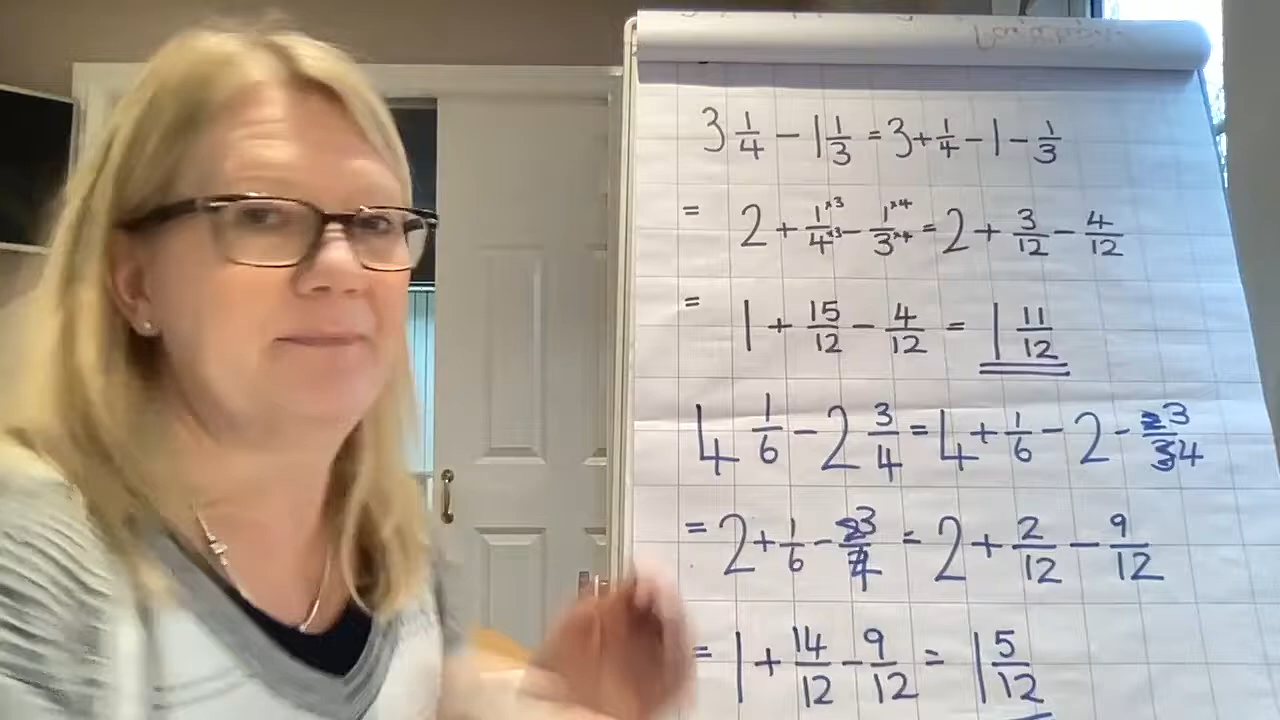 3 1/4 - 1 1/3 = 3 + 1/4 - 1 - 1/3
= 2 + 1×3/4×3 - 1×4/3×4 = 2 + 3/12 - 4/12
= 1 + 15/12 - 4/12 = 1 11/12
4 1/6 - 2 3/4 = 4 + 1/6 - 2 - 3/4
= 2 + 1/6 - 3/4 = 2 + 2/12 - 9/12
= 1 + 14/12 - 9/12 = 1 5/12